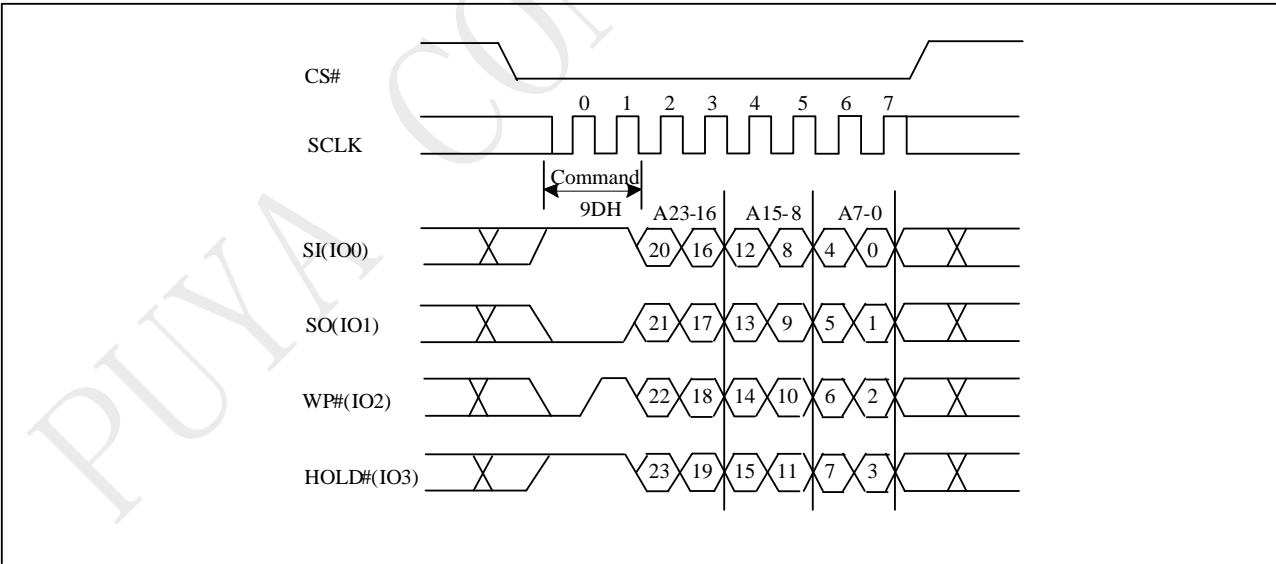 CS#
0 1 2 3 4 5 6 7
SCLK
Command
9DH
A23-16 A15-8 A7-0
SI(IO0) 20 16 12 8 4 0
SO(IO1) 21 17 13 9 5 1
WP#(IO2) 22 18 14 10 6 2
HOLD#(IO3) 23 19 15 11 7 3
PUYA